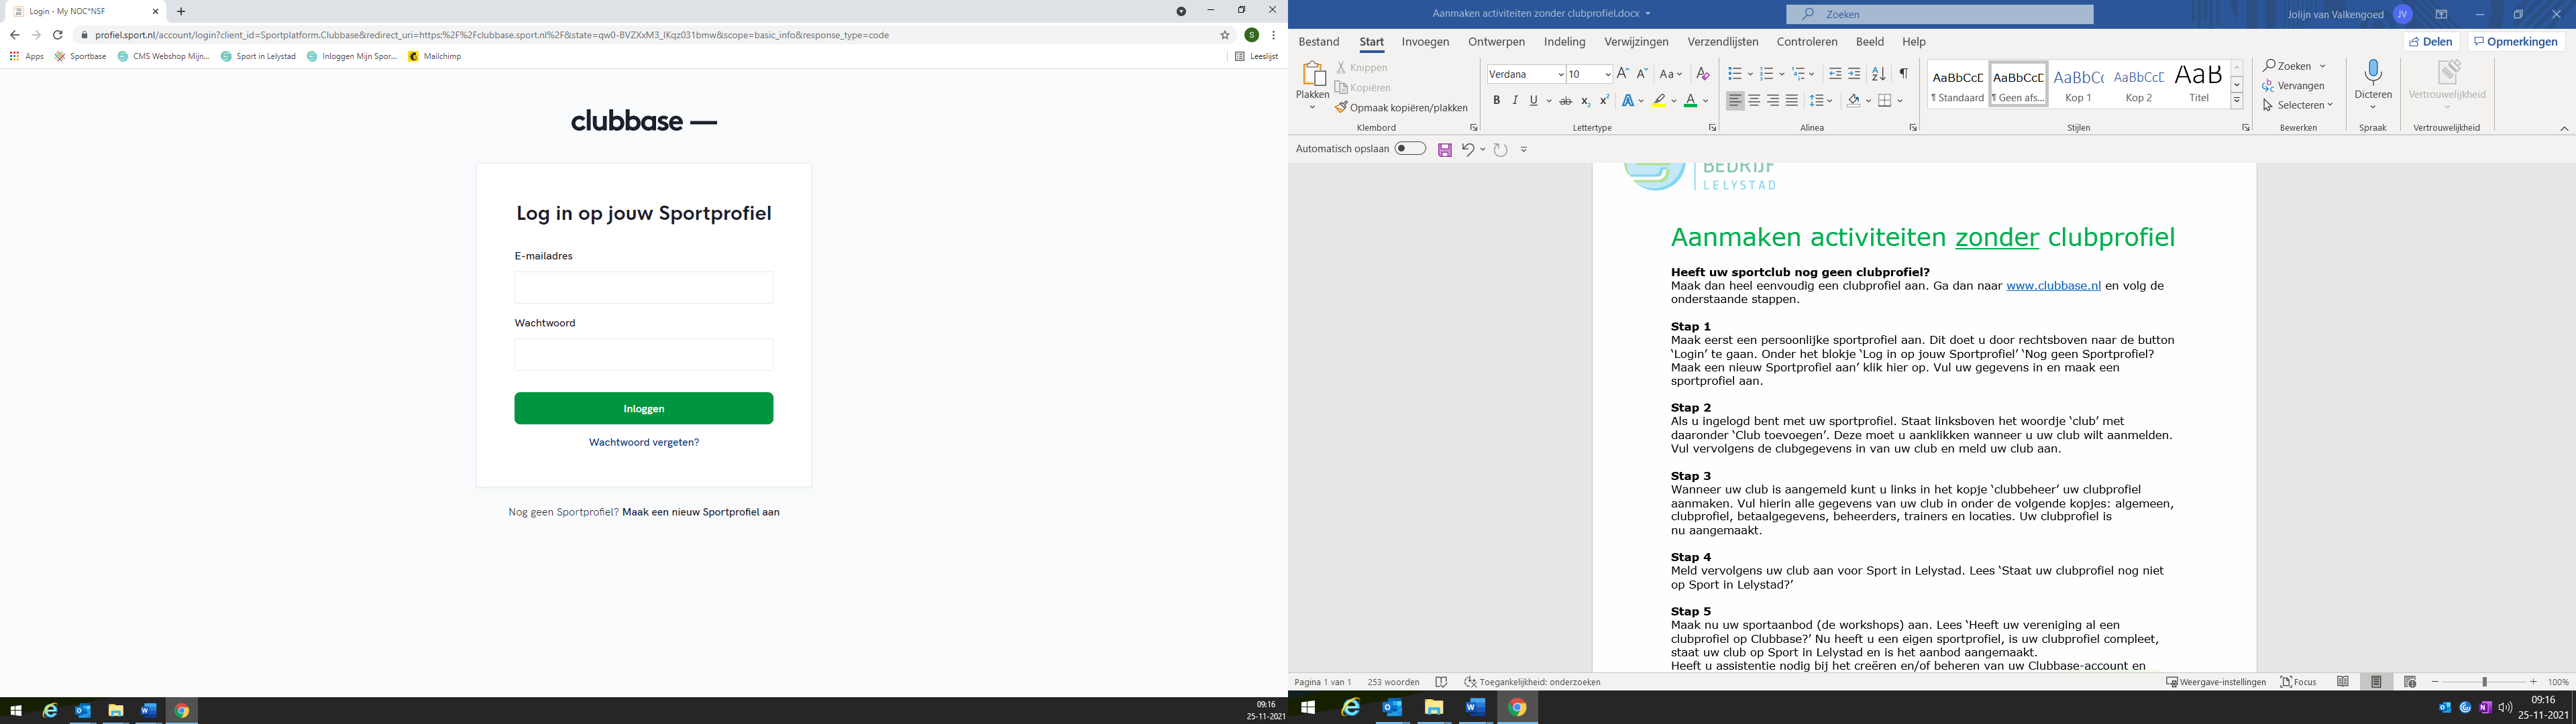 Login - My NOC*NSF
profiel.sport.nl/account/login?client_id=Sportplatform.Clubbase&redirect_uri=https:%2F%2Fclubbase.sport.nl%2F&state=qw0-8VZXxM3_IKqz031bmw&scope=basic_info&response_type=code
S
Apps Sportbase CMS Webshop Mijn... Sport in Lelystad Inloggen Mijn Spor... Mailchimp Leeslijst
clubbase
Log in op jouw Sportprofiel
E-mailadres
Wachtwoord
Inloggen
Wachtwoord vergeten?
Nog geen Sportprofiel? Maak een nieuw Sportprofiel aan
09:16
25-11-2021
Aanmaken activiteiten zonder clubprofiel.docx Zoeken Jolijn van Valkengoed JV
Bestand Start Invoegen Ontwerpen Indeling Verwijzingen Verzendlijsten Controleren Beeld Help Delen Opmerkingen
Plakken
Knippen
Kopiëren
Opmaak kopiëren/plakken
Klembord
Verdana 10
Lettertype
Alinea
AaBbCcD AaBbCcD AaBbCc AaBbCcD AaB
¶ Standaard ¶ Geen afs... Kop 1 Kop 2 Titel
Stijlen
Zoeken
Vervangen
Selecteren
Bewerken
Dicteren
Spraak
Vertrouwelijkheid
Vertrouwelijkheid
Automatisch opslaan
BEDRIJF
LELYSTAD
Aanmaken activiteiten zonder clubprofiel
Heeft uw sportclub nog geen clubprofiel?
Maak dan heel eenvoudig een clubprofiel aan. Ga dan naar www.clubbase.nl en volg de
onderstaande stappen.
Stap 1
Maak eerst een persoonlijke sportprofiel aan. Dit doet u door rechtsboven naar de button
‘Login’ te gaan. Onder het blokje ‘Log in op jouw Sportprofiel’ ‘Nog geen Sportprofiel?
Maak een nieuw Sportprofiel aan’ klik hier op. Vul uw gegevens in en maak een
sportprofiel aan.
Stap 2
Als u ingelogd bent met uw sportprofiel. Staat linksboven het woordje ‘club’ met
daaronder ‘Club toevoegen’. Deze moet u aanklikken wanneer u uw club wilt aanmelden.
Vul vervolgens de clubgegevens in van uw club en meld uw club aan.
Stap 3
Wanneer uw club is aangemeld kunt u links in het kopje ‘clubbeheer’ uw clubprofiel
aanmaken. Vul hierin alle gegevens van uw club in onder de volgende kopjes: algemeen,
clubprofiel, betaalgegevens, beheerders, trainers en locaties. Uw clubprofiel is
nu aangemaakt.
Stap 4
Meld vervolgens uw club aan voor Sport in Lelystad. Lees ‘Staat uw clubprofiel nog niet
op Sport in Lelystad?’
Stap 5
Maak nu uw sportaanbod (de workshops) aan. Lees ‘Heeft uw vereniging al een
clubprofiel op Clubbase?’ Nu heeft u een eigen sportprofiel, is uw clubprofiel compleet,
staat uw club op Sport in Lelystad en is het aanbod aangemaakt.
Heeft u assistentie nodig bij het creëren en/of beheren van uw Clubbase-account en
Pagina 1 van 1 253 woorden Toegankelijkheid: onderzoeken Weergave-instellingen Focus 100%
09:16
25-11-2021